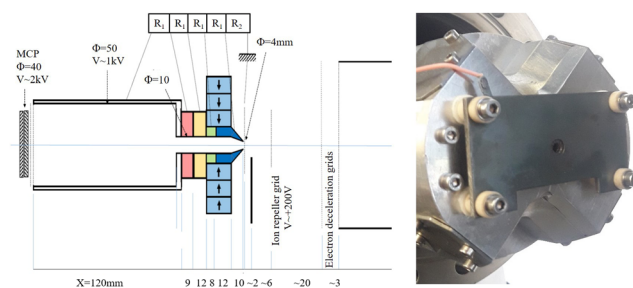 R₁ R₁ R₁ R₁ R₂
MCP
Φ=40
V~2kV
Φ=50
V~1kV
Φ=10
Φ=4mm
Ion repeller grid
V~+200V
Electron deceleration grids
X=120mm 9 12 8 12 10 ~2 ~6 ~20 ~3